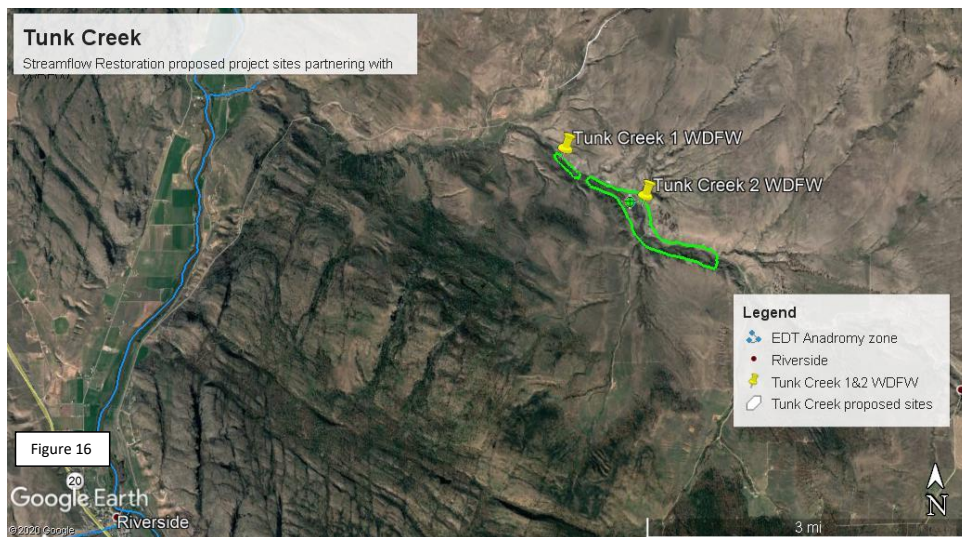 Tunk Creek
Streamflow Restoration proposed project sites partnering with
WDFW
Tunk Creek 1 WDFW
Tunk Creek 2 WDFW
Legend
EDT Anadromy zone
Riverside
Tunk Creek 1&2 WDFW
Tunk Creek proposed sites
Figure 16
20
Google Earth
Riverside
©2020 Google
3 mi
N